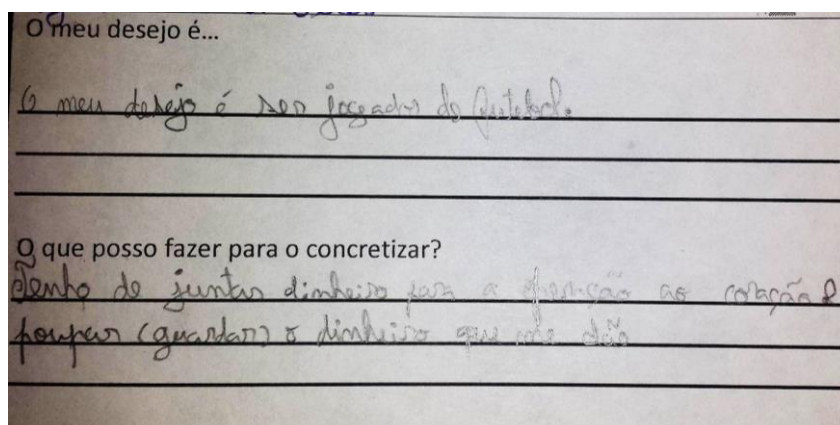 O meu desejo é...
O meu desejo é ser jogador de futebol.
O que posso fazer para o concretizar?
Tenho de juntar dinheiro para a operação ao coração e
poupar (guardar) o dinheiro que me dão